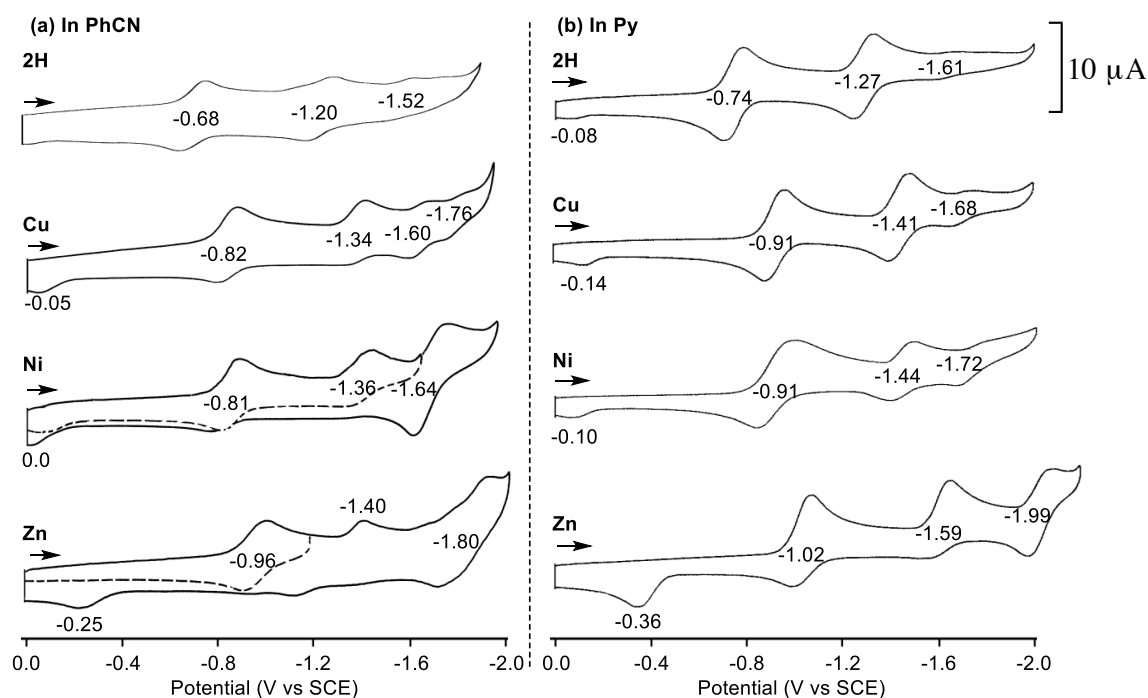 (a) In PhCN
2H
-0.68
-1.20
-1.52
Cu
-0.82
-1.34
-1.60
-1.76
-0.05
Ni
-0.81
-1.36
-1.64
0.0
Zn
-0.96
-1.40
-1.80
-0.25
0.0 -0.4 -0.8 -1.2 -1.6 -2.0
Potential (V vs SCE)
(b) In Py
2H
-0.74
-1.27
-1.61
-0.08
10 μA
Cu
-0.91
-1.41
-1.68
-0.14
Ni
-0.91
-1.44
-1.72
-0.10
Zn
-1.02
-1.59
-1.99
-0.36
-0.4 -0.8 -1.2 -1.6 -2.0
Potential (V vs SCE)